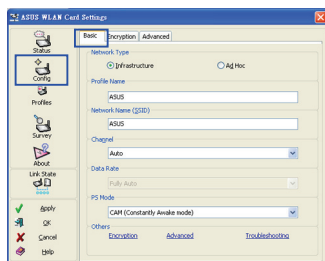 ASUS WLAN Card Settings
Status
Config
Profiles
Survey
About
Link State
Apply
OK
Cancel
Help
Basic Encryption Advanced
Network Type
Infrastructure Ad Hoc
Profile Name
ASUS
Network Name (SSID)
ASUS
Channel
Auto
Data Rate
Fully Auto
PS Mode
CAM (Constantly Awake mode)
Others
Encryption Advanced Troubleshooting